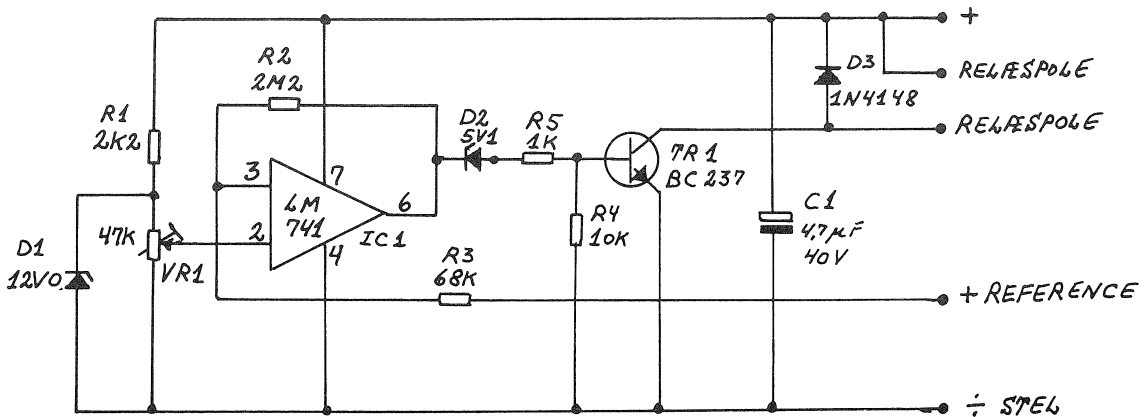 +
R2
2M2
D3
1N4148
RELÆSPOLE
R1
2K2
D2
5V1
R5
1K
RELÆSPOLE
TR1
BC237
3
7
LM
741
6
2
4
IC1
47K
VR1
R4
10K
C1
4,7µF
40V
D1
12V0
R3
68K
+ REFERENCE
÷ STEL